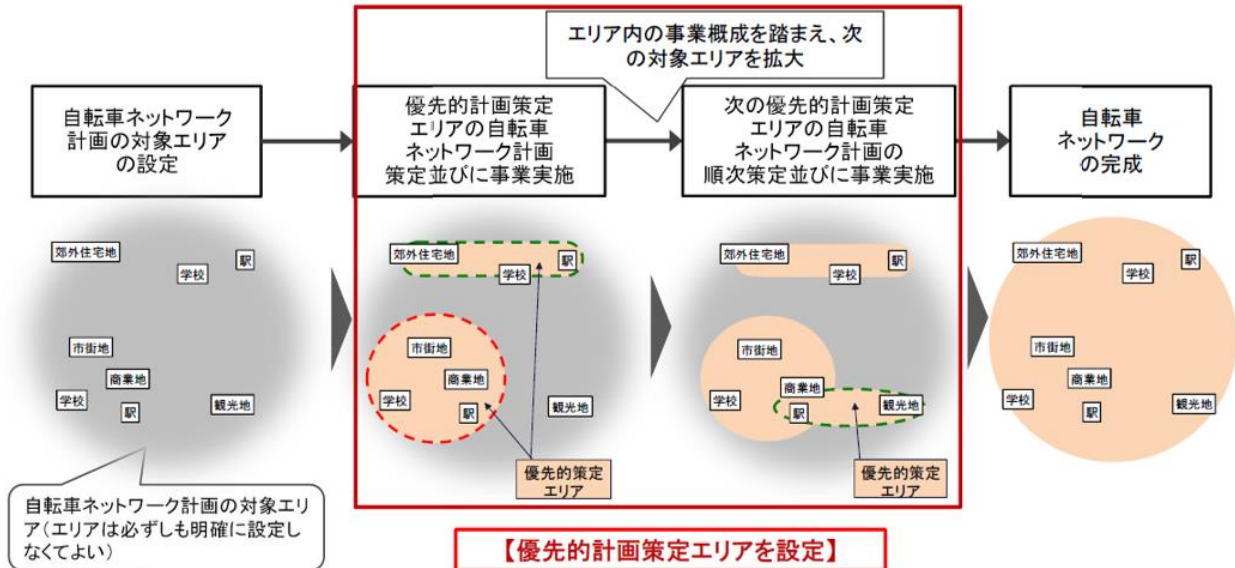 エリア内の事業概成を踏まえ、次
の対象エリアを拡大
自転車ネットワーク
計画の対象エリア
の設定
優先的計画策定
エリアの自転車
ネットワーク計画
策定並びに事業実施
次の優先的計画策定
エリアの自転車
ネットワーク計画の
順次策定並びに事業実施
自転車
ネットワーク
の完成
郊外住宅地
学校
駅
市街地
商業地
学校
駅
観光地
郊外住宅地
学校
駅
市街地
商業地
学校
駅
観光地
優先的策定
エリア
郊外住宅地
学校
駅
市街地
商業地
学校
駅
観光地
優先的策定
エリア
郊外住宅地
学校
駅
市街地
商業地
学校
駅
観光地
自転車ネットワーク計画の対象エリ
ア(エリアは必ずしも明確に設定し
なくてよい)
【優先的計画策定エリアを設定】